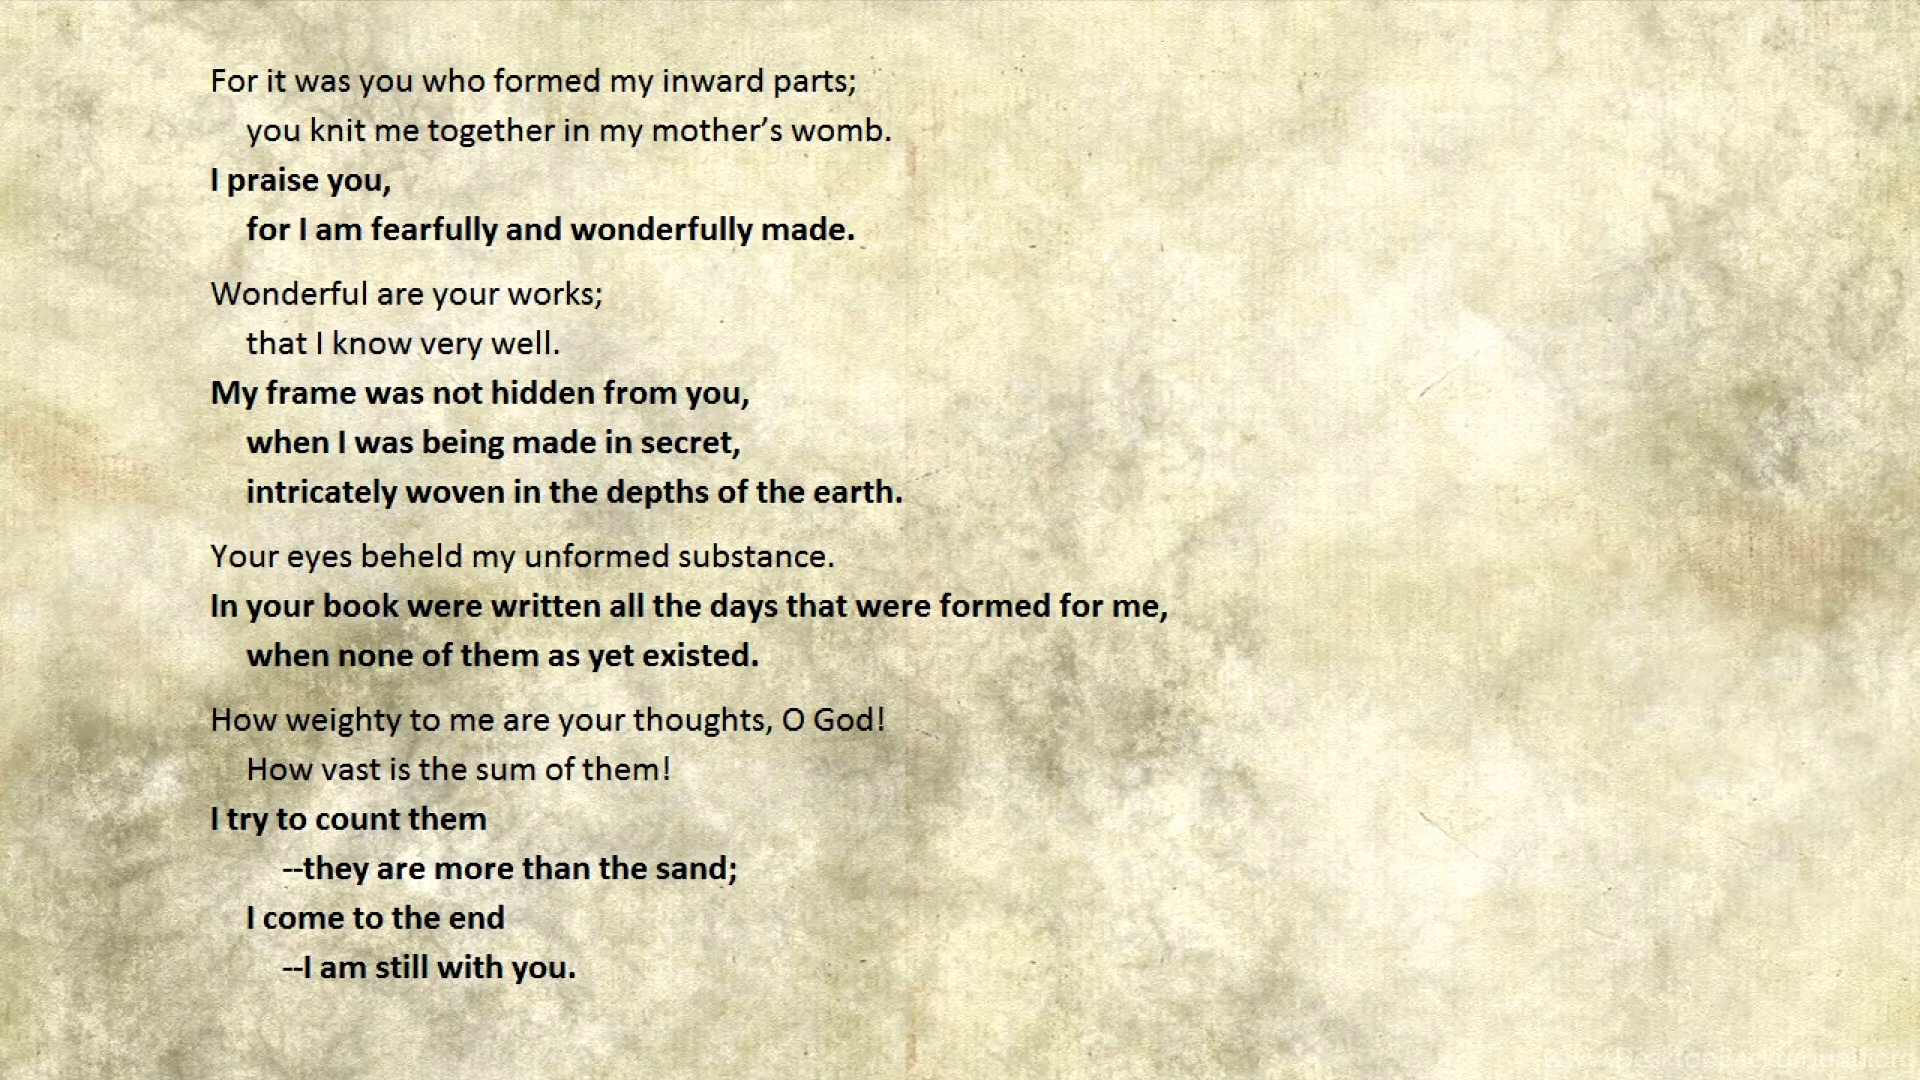 For it was you who formed my inward parts;
you knit me together in my mother’s womb.
I praise you,
for I am fearfully and wonderfully made.
Wonderful are your works;
that I know very well.
My frame was not hidden from you,
when I was being made in secret,
intricately woven in the depths of the earth.
Your eyes beheld my unformed substance.
In your book were written all the days that were formed for me,
when none of them as yet existed.
How weighty to me are your thoughts, O God!
How vast is the sum of them!
I try to count them
--they are more than the sand;
I come to the end
--I am still with you.